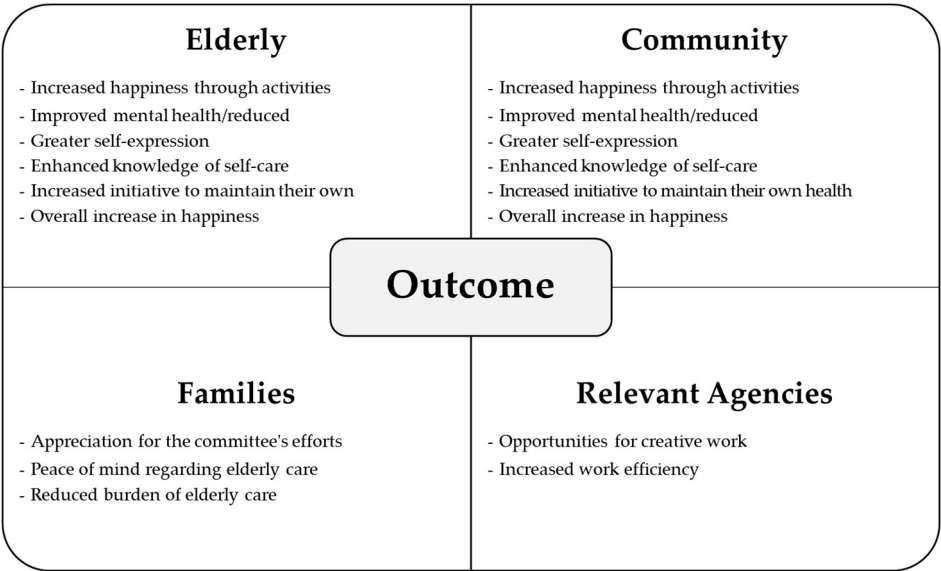 Elderly
- Increased happiness through activities
- Improved mental health/reduced
- Greater self-expression
- Enhanced knowledge of self-care
- Increased initiative to maintain their own
- Overall increase in happiness
Community
- Increased happiness through activities
- Improved mental health/reduced
- Greater self-expression
- Enhanced knowledge of self-care
- Increased initiative to maintain their own health
- Overall increase in happiness
Outcome
Families
- Appreciation for the committee's efforts
- Peace of mind regarding elderly care
- Reduced burden of elderly care
Relevant Agencies
- Opportunities for creative work
- Increased work efficiency